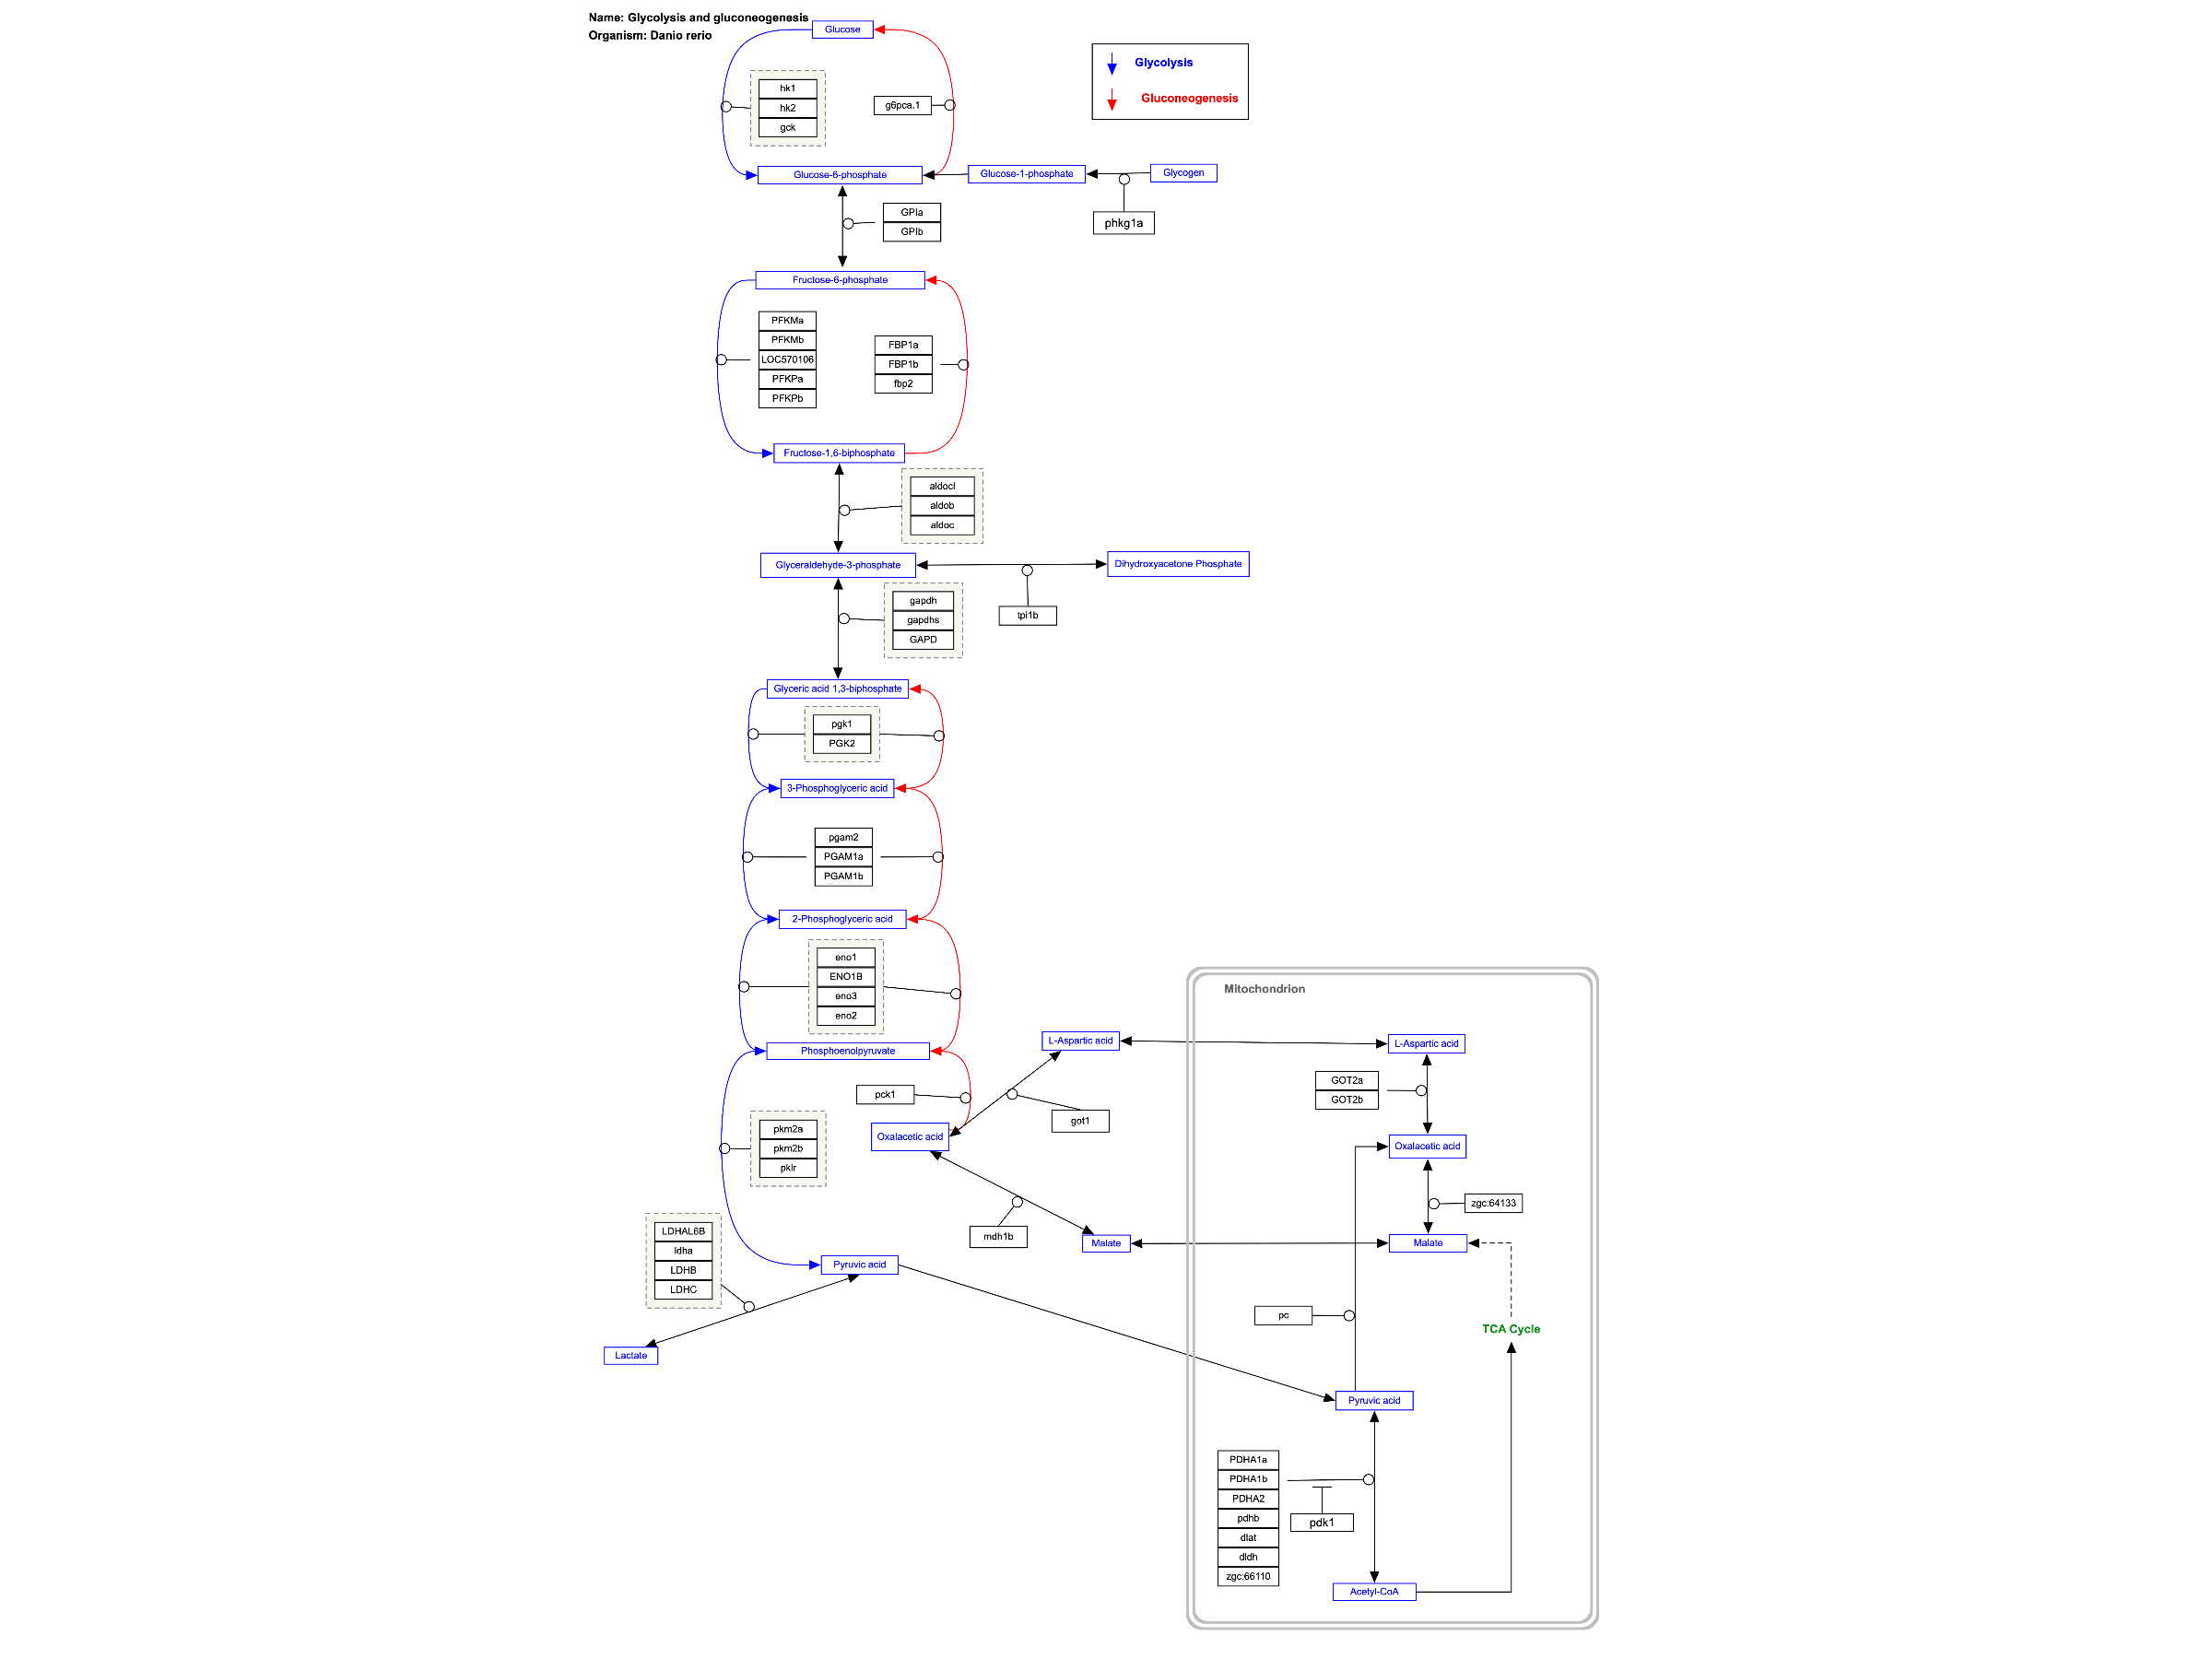 Name: Glycolysis and gluconeogenesis
Organism: Danio rerio
Glucose
Glycolysis
Gluconeogenesis
hk1
hk2
gck
g6pca.1
Glucose-6-phosphate
Glucose-1-phosphate
Glycogen
phkg1a
GPIa
GPIb
Fructose-6-phosphate
PFKMa
PFKMb
LOC570106
PFKPa
PFKPb
FBP1a
FBP1b
fbp2
Fructose-1,6-biphosphate
aldocl
aldob
aldoc
Glyceraldehyde-3-phosphate
Dihydroxyacetone Phosphate
tpi1b
gapdh
gapdhs
GAPD
Glyceric acid 1,3-biphosphate
pgk1
PGK2
3-Phosphoglyceric acid
pgam2
PGAM1a
PGAM1b
2-Phosphoglyceric acid
eno1
ENO1B
eno3
eno2
Mitochondrion
Phosphoenolpyruvate
L-Aspartic acid
L-Aspartic acid
pck1
got1
GOT2a
GOT2b
Oxalacetic acid
Oxalacetic acid
pkm2a
pkm2b
pklr
zgc:64133
mdh1b
Malate
Malate
LDHAL6B
ldha
LDHB
LDHC
Pyruvic acid
pc
TCA Cycle
Lactate
Pyruvic acid
PDHA1a
PDHA1b
PDHA2
pdhb
dlat
dldh
zgc:66110
pdk1
Acetyl-CoA